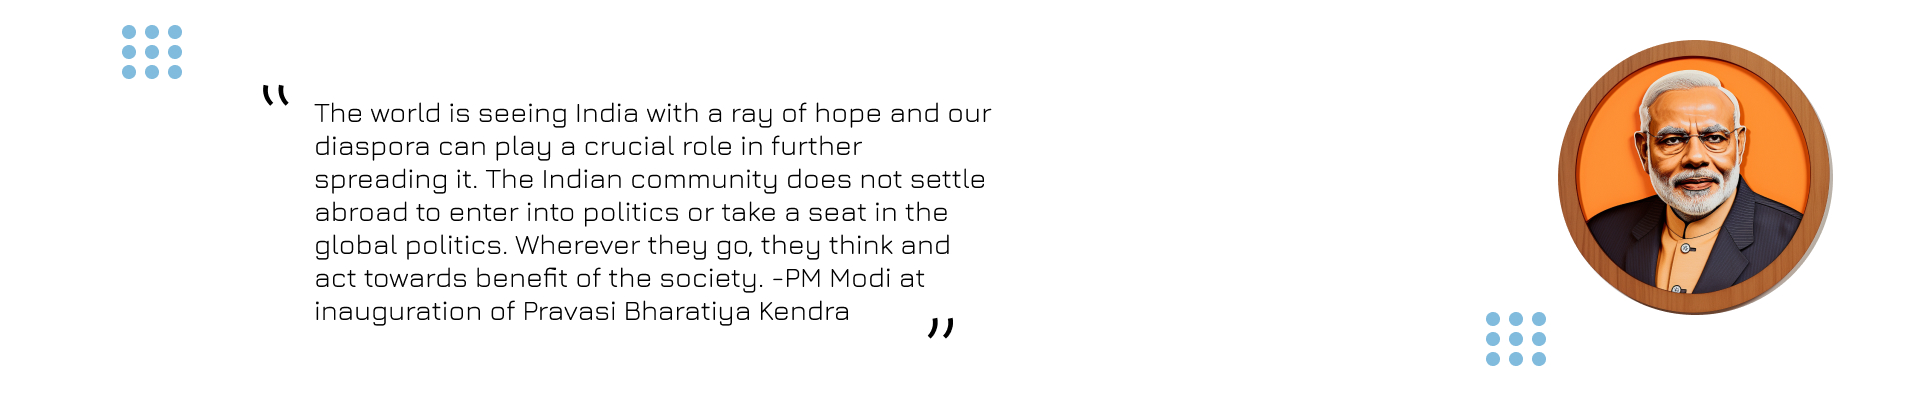 “
The world is seeing India with a ray of hope and our
diaspora can play a crucial role in further
spreading it. The Indian community does not settle
abroad to enter into politics or take a seat in the
global politics. Wherever they go, they think and
act towards benefit of the society. -PM Modi at
inauguration of Pravasi Bharatiya Kendra
”